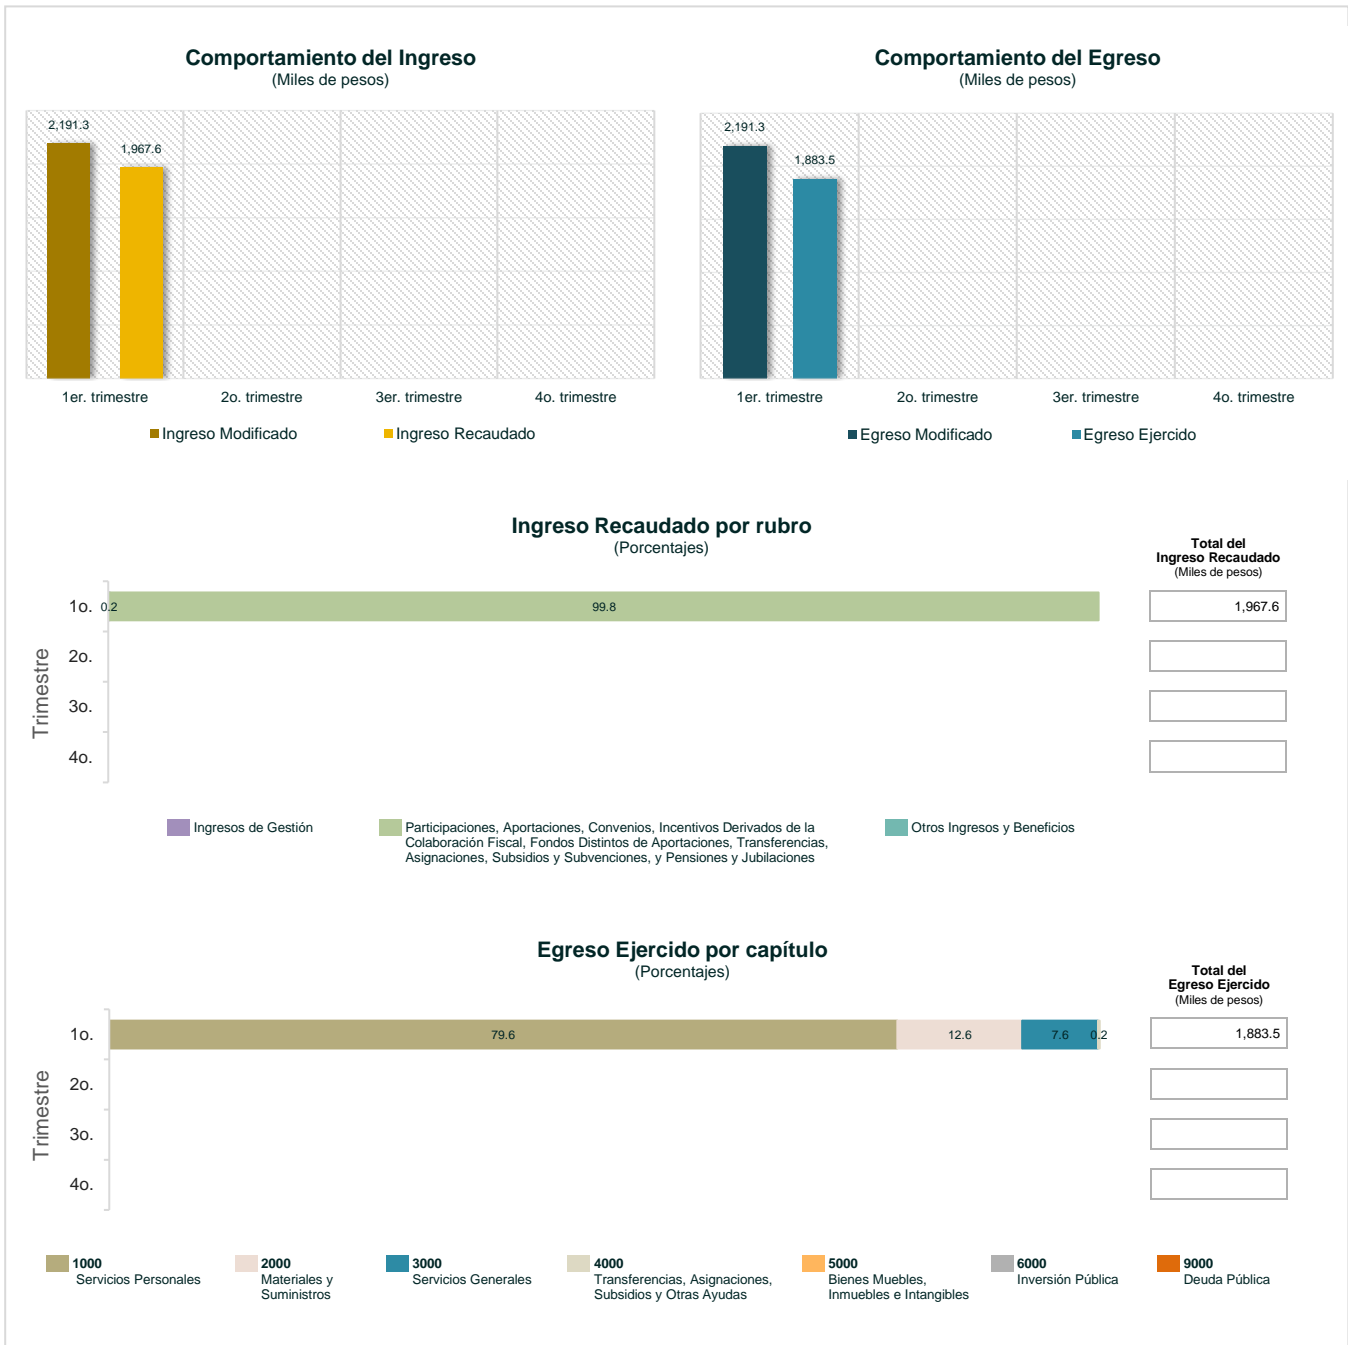 Comportamiento del Ingreso
(Miles de pesos)
2,191.3
1,967.6
1er. trimestre
2o. trimestre
3er. trimestre
4o. trimestre
Ingreso Modificado
Ingreso Recaudado
Comportamiento del Egreso
(Miles de pesos)
2,191.3
1,883.5
1er. trimestre
2o. trimestre
3er. trimestre
4o. trimestre
Egreso Modificado
Egreso Ejercido
Ingreso Recaudado por rubro
(Porcentajes)
Total del
Ingreso Recaudado
(Miles de pesos)
Trimestre
1o.
0.2
99.8
1,967.6
2o.
3o.
4o.
Ingresos de Gestión
Participaciones, Aportaciones, Convenios, Incentivos Derivados de la
Colaboración Fiscal, Fondos Distintos de Aportaciones, Transferencias,
Asignaciones, Subsidios y Subvenciones, y Pensiones y Jubilaciones
Otros Ingresos y Beneficios
Egreso Ejercido por capítulo
(Porcentajes)
Total del
Egreso Ejercido
(Miles de pesos)
Trimestre
1o.
79.6
12.6
7.6
0.2
1,883.5
2o.
3o.
4o.
1000
Servicios Personales
2000
Materiales y
Suministros
3000
Servicios Generales
4000
Transferencias, Asignaciones,
Subsidios y Otras Ayudas
5000
Bienes Muebles,
Inmuebles e Intangibles
6000
Inversión Pública
9000
Deuda Pública